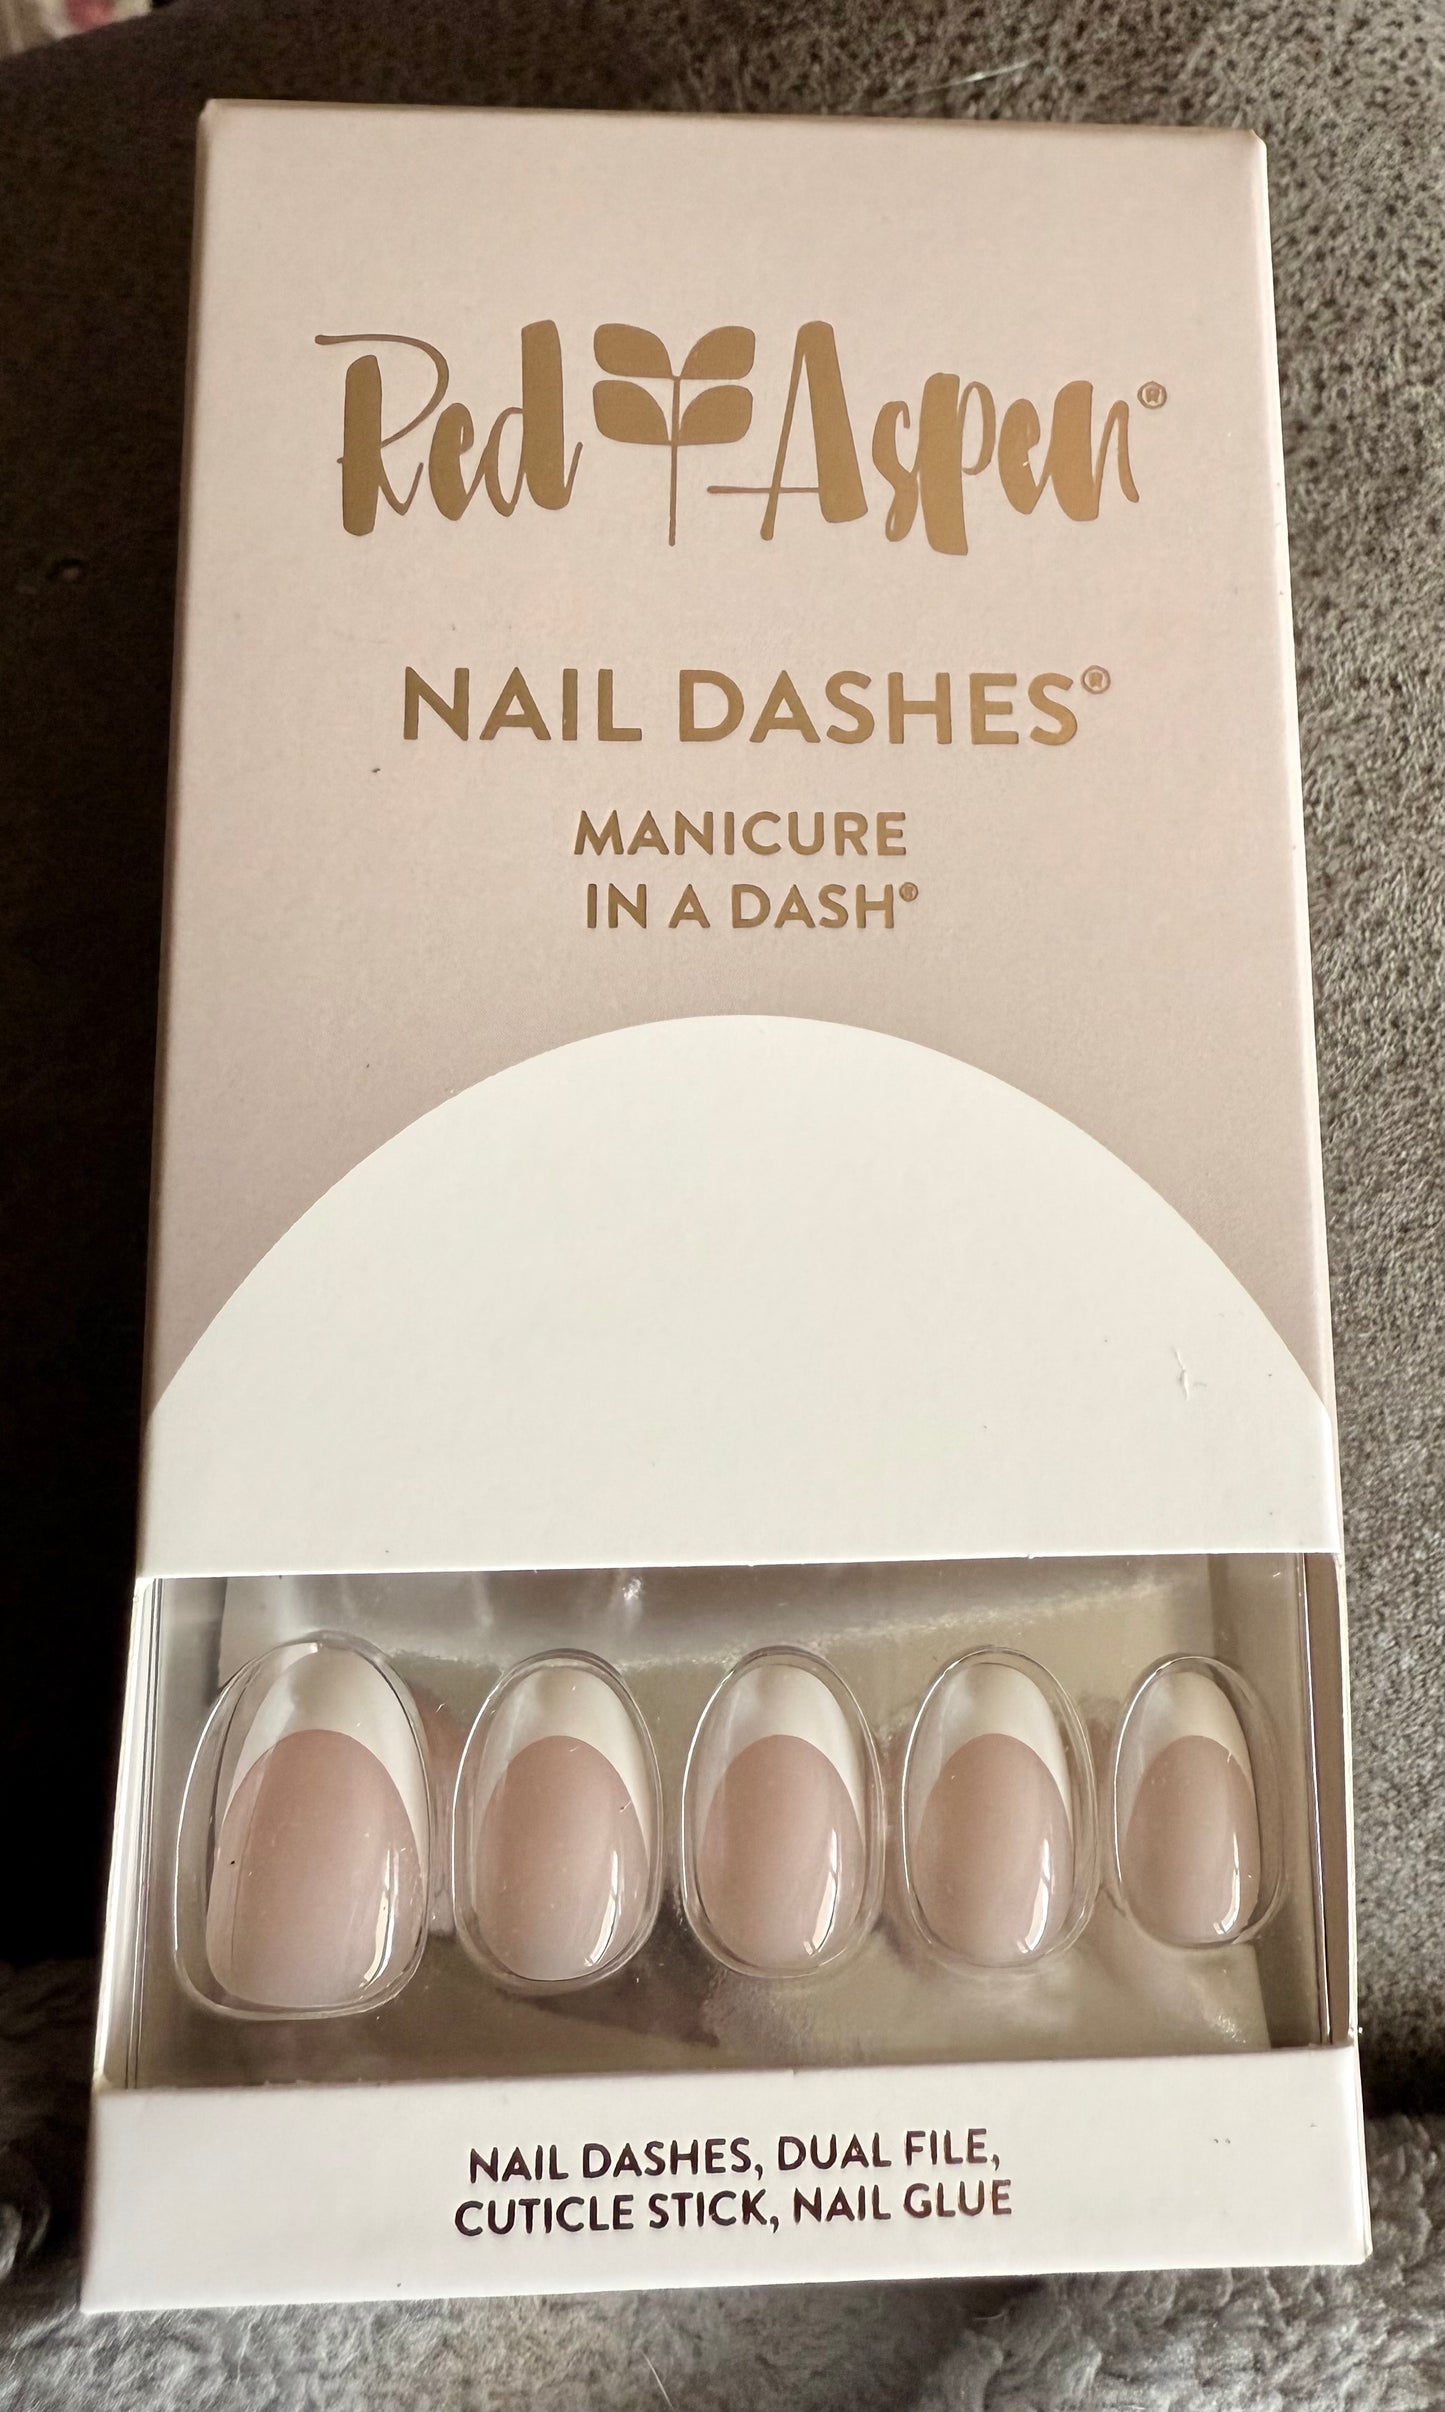 Red Aspen®
NAIL DASHES®
MANICURE
IN A DASH®
NAIL DASHES, DUAL FILE,
CUTICLE STICK, NAIL GLUE